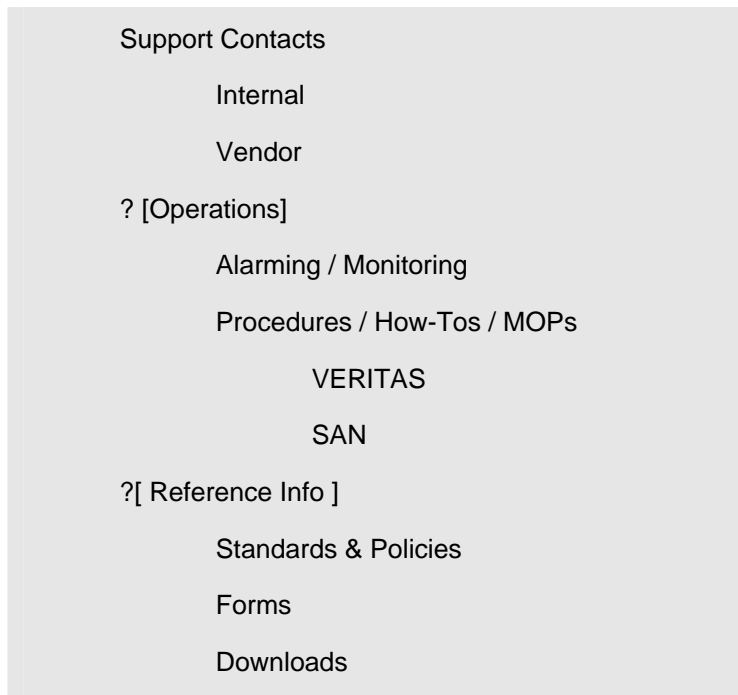 Support Contacts
Internal
Vendor
? [Operations]
Alarming / Monitoring
Procedures / How-Tos / MOPs
VERITAS
SAN
?[ Reference Info ]
Standards & Policies
Forms
Downloads